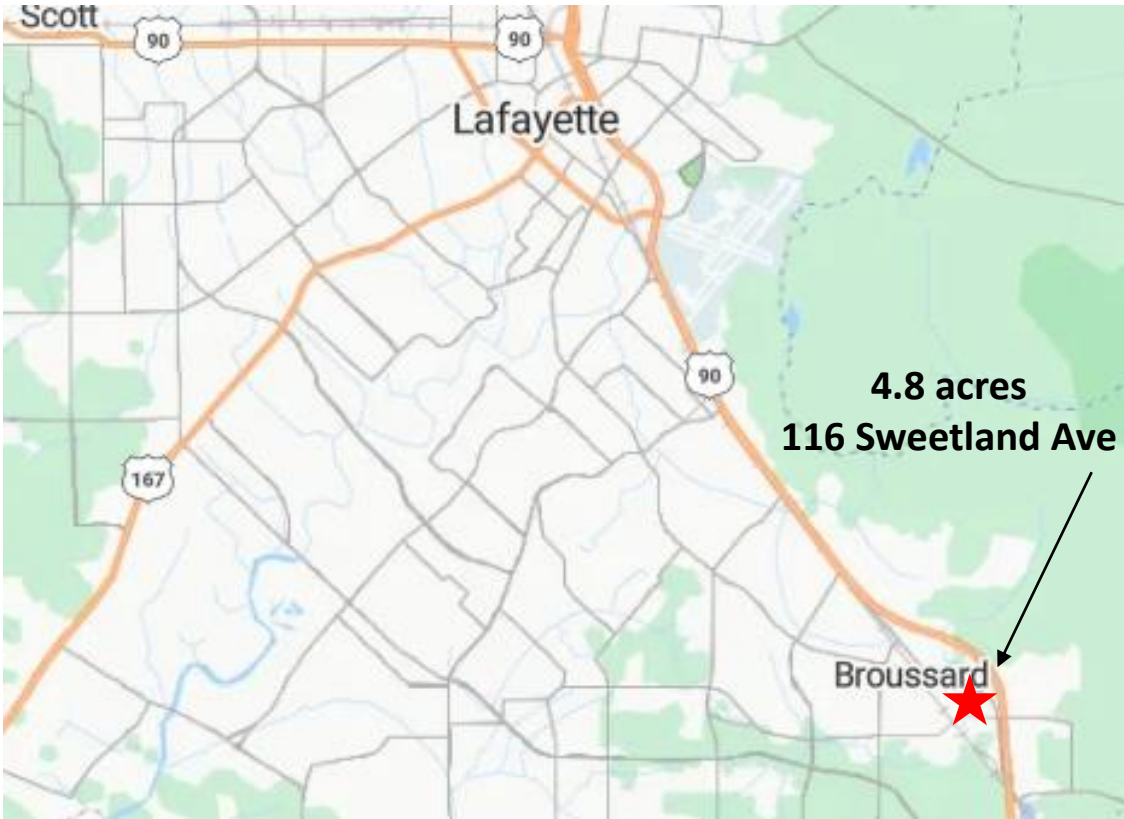 Scott
90
90
Lafayette
90
4.8 acres
116 Sweetland Ave
167
Broussard